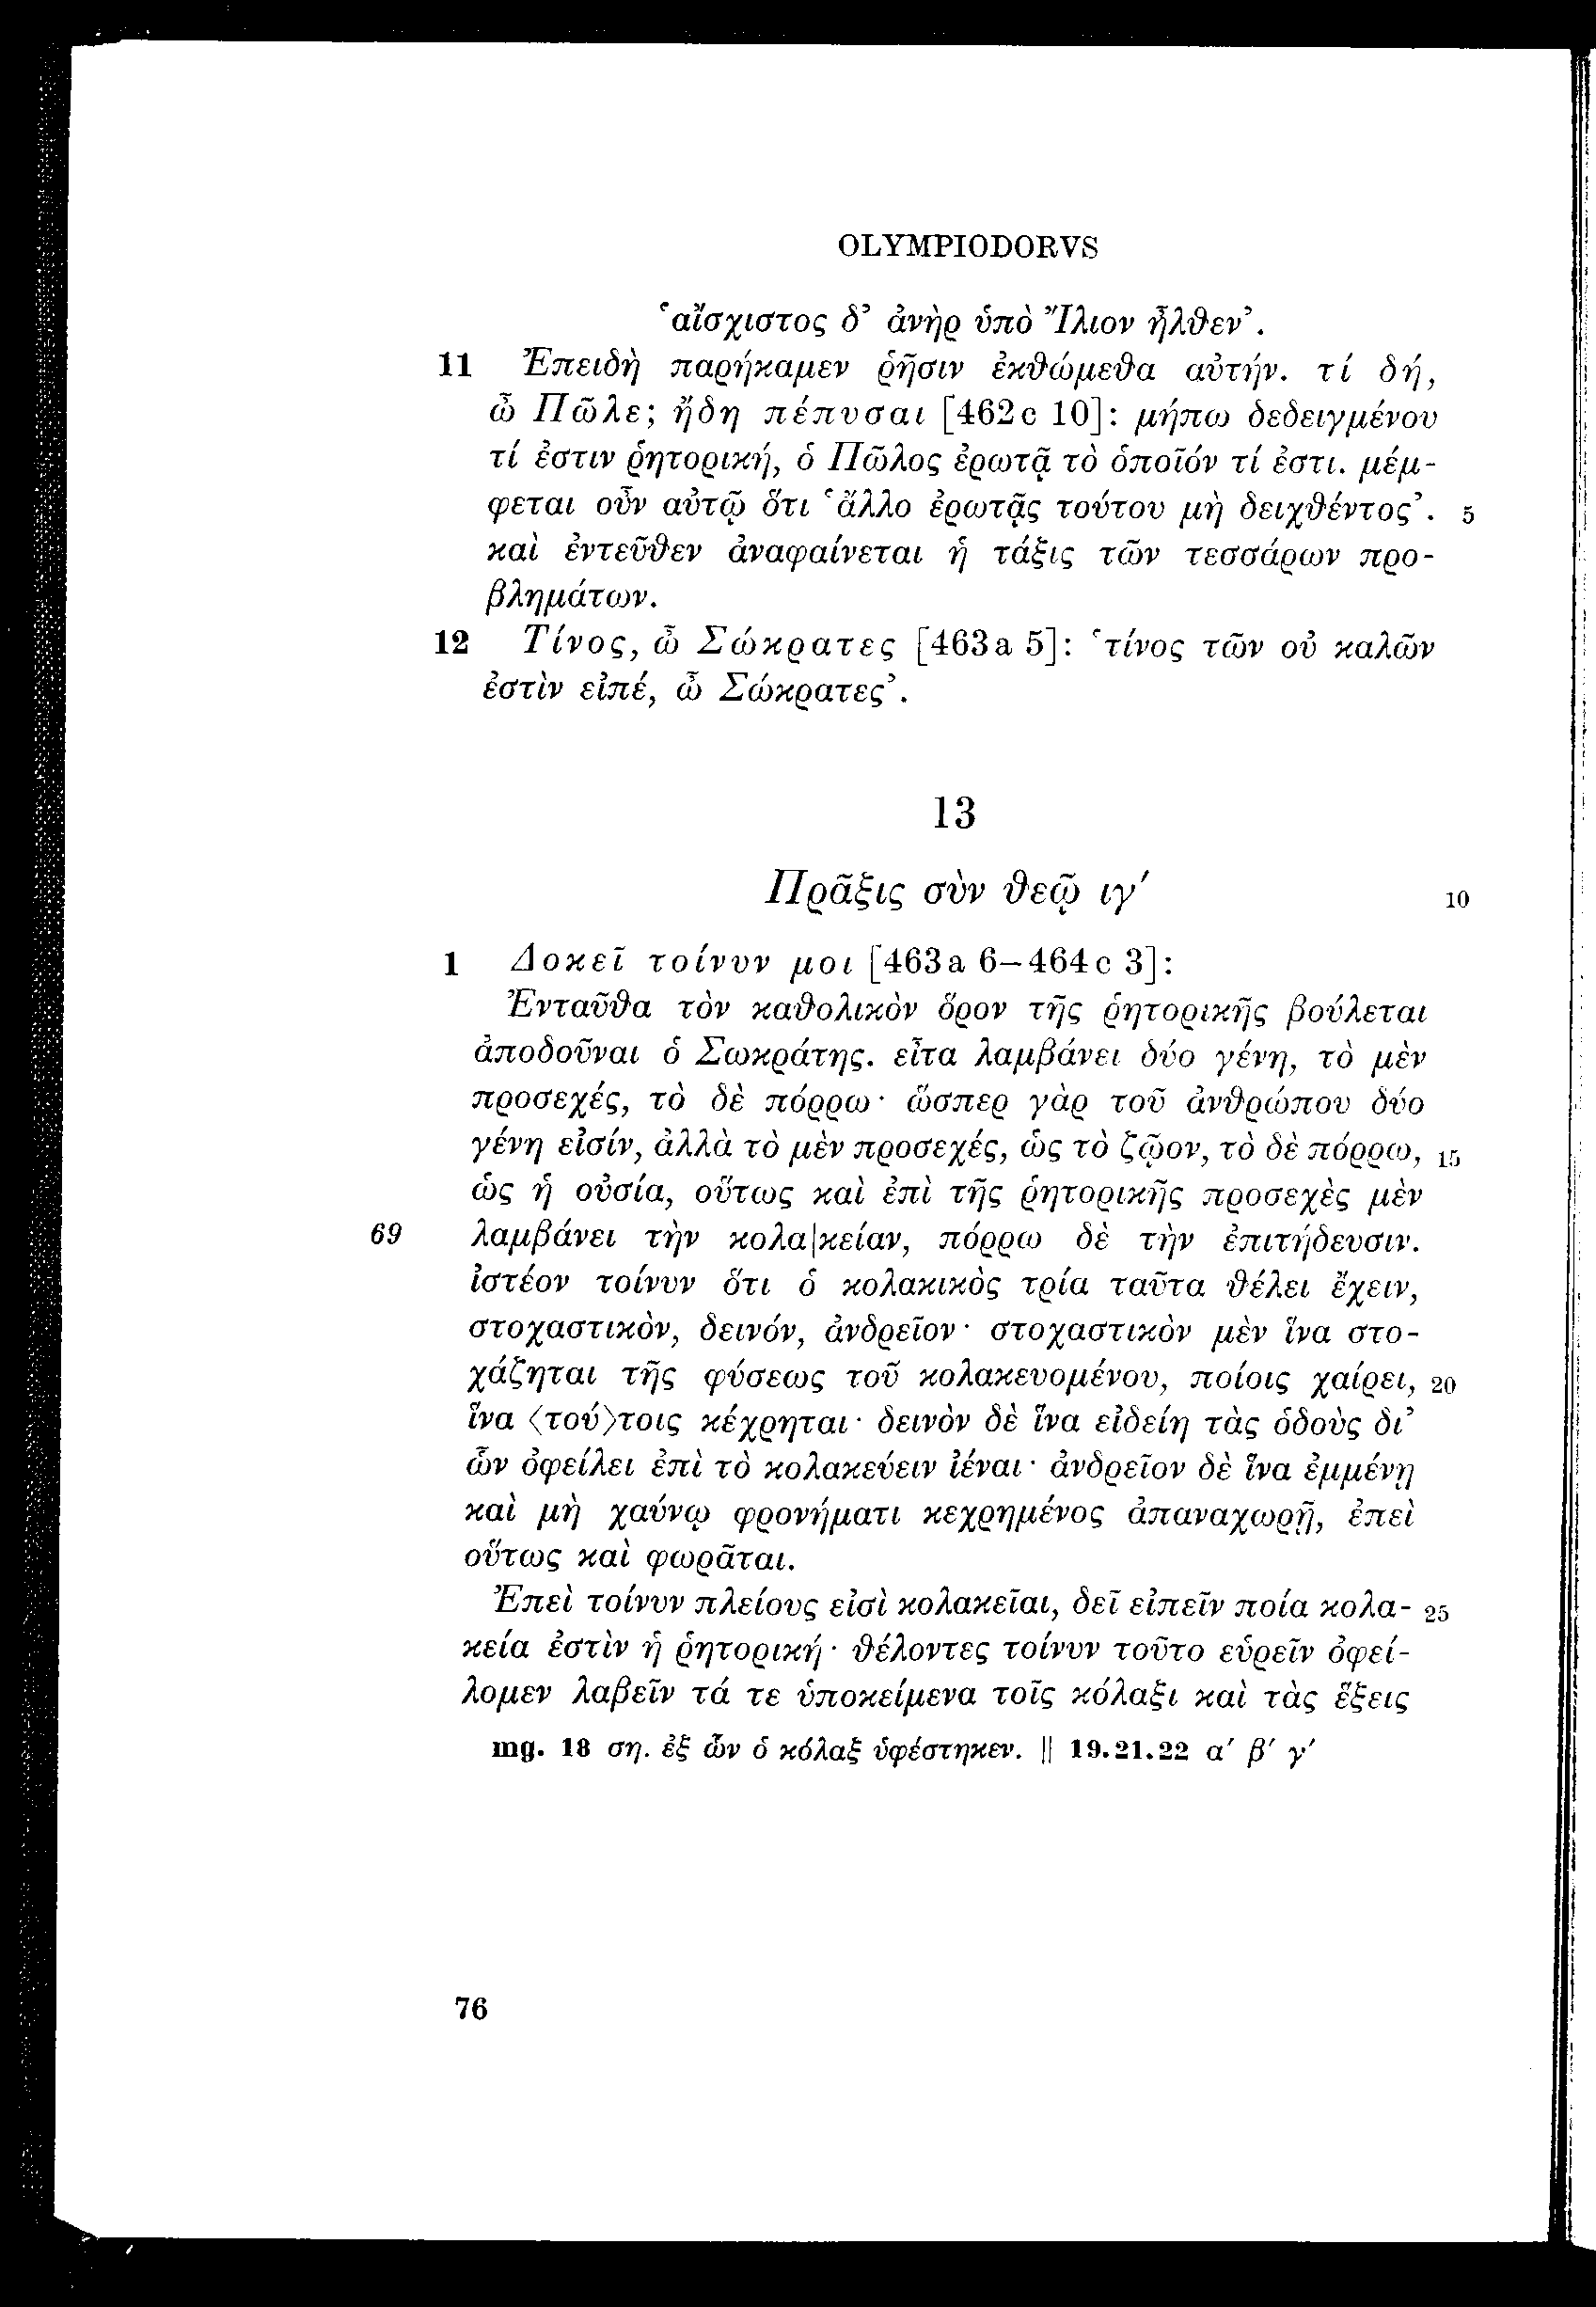 OLYMPIODORVS
‘αἴσχιστος δ’ ἀνὴρ ὑπὸ Ἴλιον ἦλθεν’.
11 Ἐπειδὴ παρήκαμεν ῥῆσιν ἐκθώμεθα αὐτήν. τί δή,
ὦ Πῶλε; ἤδη πέπυσαι [462c 10]: μήπω δεδειγμένου
τί ἐστιν ῥητορική, ὁ Πῶλος ἐρωτᾷ τὸ ὁποῖόν τί ἐστι. μέμ-
φεται οὖν αὐτῷ ὅτι ‘ἄλλο ἐρωτᾷς τούτου μὴ δειχθέντος’. 5
καὶ ἐντεῦθεν ἀναφαίνεται ἡ τάξις τῶν τεσσάρων προ-
βλημάτων.
12 Τίνος, ὦ Σώκρατες [463a 5]: ‘τίνος τῶν οὐ καλῶν
ἐστὶν εἰπέ, ὦ Σώκρατες’.
13
Πρᾶξις σὺν θεῷ ιγ′ 10
1 Δοκεῖ τοίνυν μοι [463a 6–464c 3]:
Ἐνταῦθα τὸν καθολικὸν ὅρον τῆς ῥητορικῆς βούλεται
ἀποδοῦναι ὁ Σωκράτης. εἶτα λαμβάνει δύο γένη, τὸ μὲν
προσεχές, τὸ δὲ πόρρω· ὥσπερ γὰρ τοῦ ἀνθρώπου δύο
γένη εἰσίν, ἀλλὰ τὸ μὲν προσεχές, ὡς τὸ ζῷον, τὸ δὲ πόρρω, 15
ὡς ἡ οὐσία, οὕτως καὶ ἐπὶ τῆς ῥητορικῆς προσεχὲς μὲν
69 λαμβάνει τὴν κολα|κείαν, πόρρω δὲ τὴν ἐπιτήδευσιν.
ἰστέον τοίνυν ὅτι ὁ κολακικὸς τρία ταῦτα θέλει ἔχειν,
στοχαστικόν, δεινόν, ἀνδρεῖον· στοχαστικὸν μὲν ἵνα στο-
χάζηται τῆς φύσεως τοῦ κολακευομένου, ποίοις χαίρει, 20
ἵνα ⟨τού⟩τοις κέχρηται· δεινὸν δὲ ἵνα εἰδείη τὰς ὁδοὺς δι’
ὧν ὀφείλει ἐπὶ τὸ κολακεύειν ἰέναι· ἀνδρεῖον δὲ ἵνα ἐμμένῃ
καὶ μὴ χαύνῳ φρονήματι κεχρημένος ἀπαναχωρῇ, ἐπεὶ
οὕτως καὶ φωρᾶται.
Ἐπεὶ τοίνυν πλείους εἰσὶ κολακεῖαι, δεῖ εἰπεῖν ποία κολα- 25
κεία ἐστὶν ἡ ῥητορική· θέλοντες τοίνυν τοῦτο εὑρεῖν ὀφεί-
λομεν λαβεῖν τά τε ὑποκείμενα τοῖς κόλαξι καὶ τὰς ἕξεις
mg. 18 ση. ἐξ ὧν ὁ κόλαξ ὑφέστηκεν. || 19.21.22 α′ β′ γ′
76